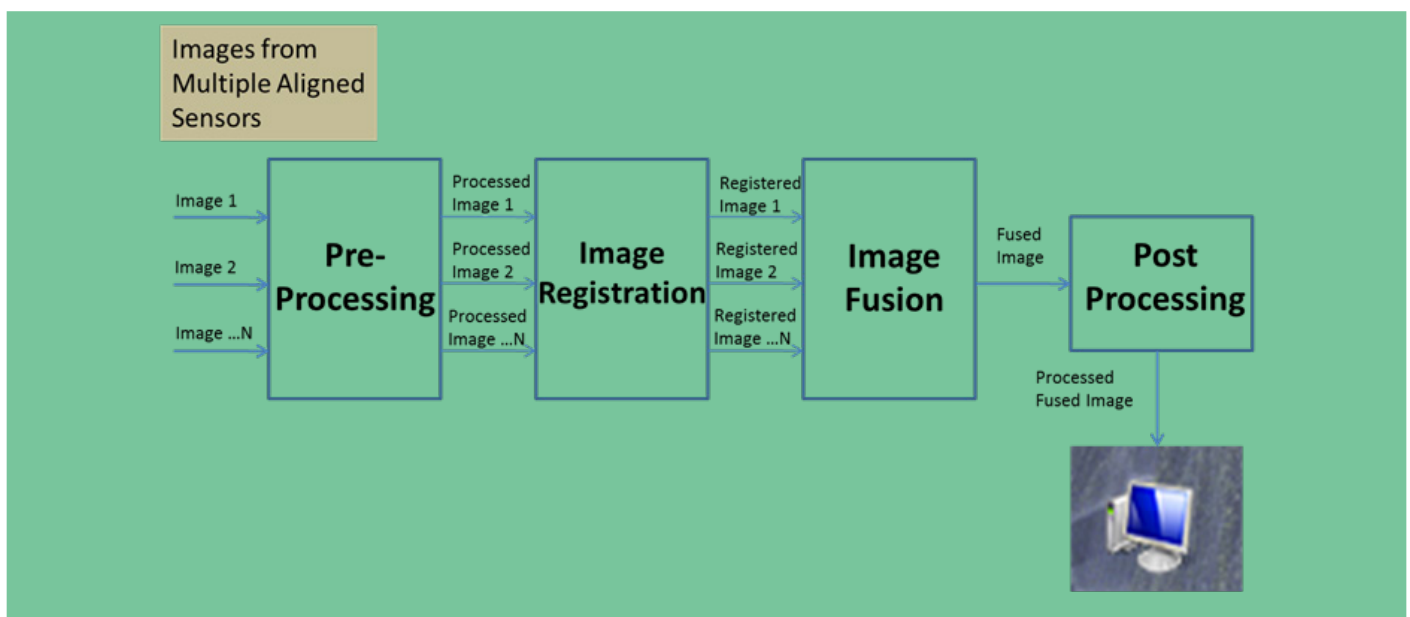 Images from
Multiple Aligned
Sensors
Image 1
Image 2
Image ...N
Pre-
Processing
Processed
Image 1
Processed
Image 2
Processed
Image ...N
Image
Registration
Registered
Image 1
Registered
Image 2
Registered
Image ...N
Image
Fusion
Fused
Image
Post
Processing
Processed
Fused Image